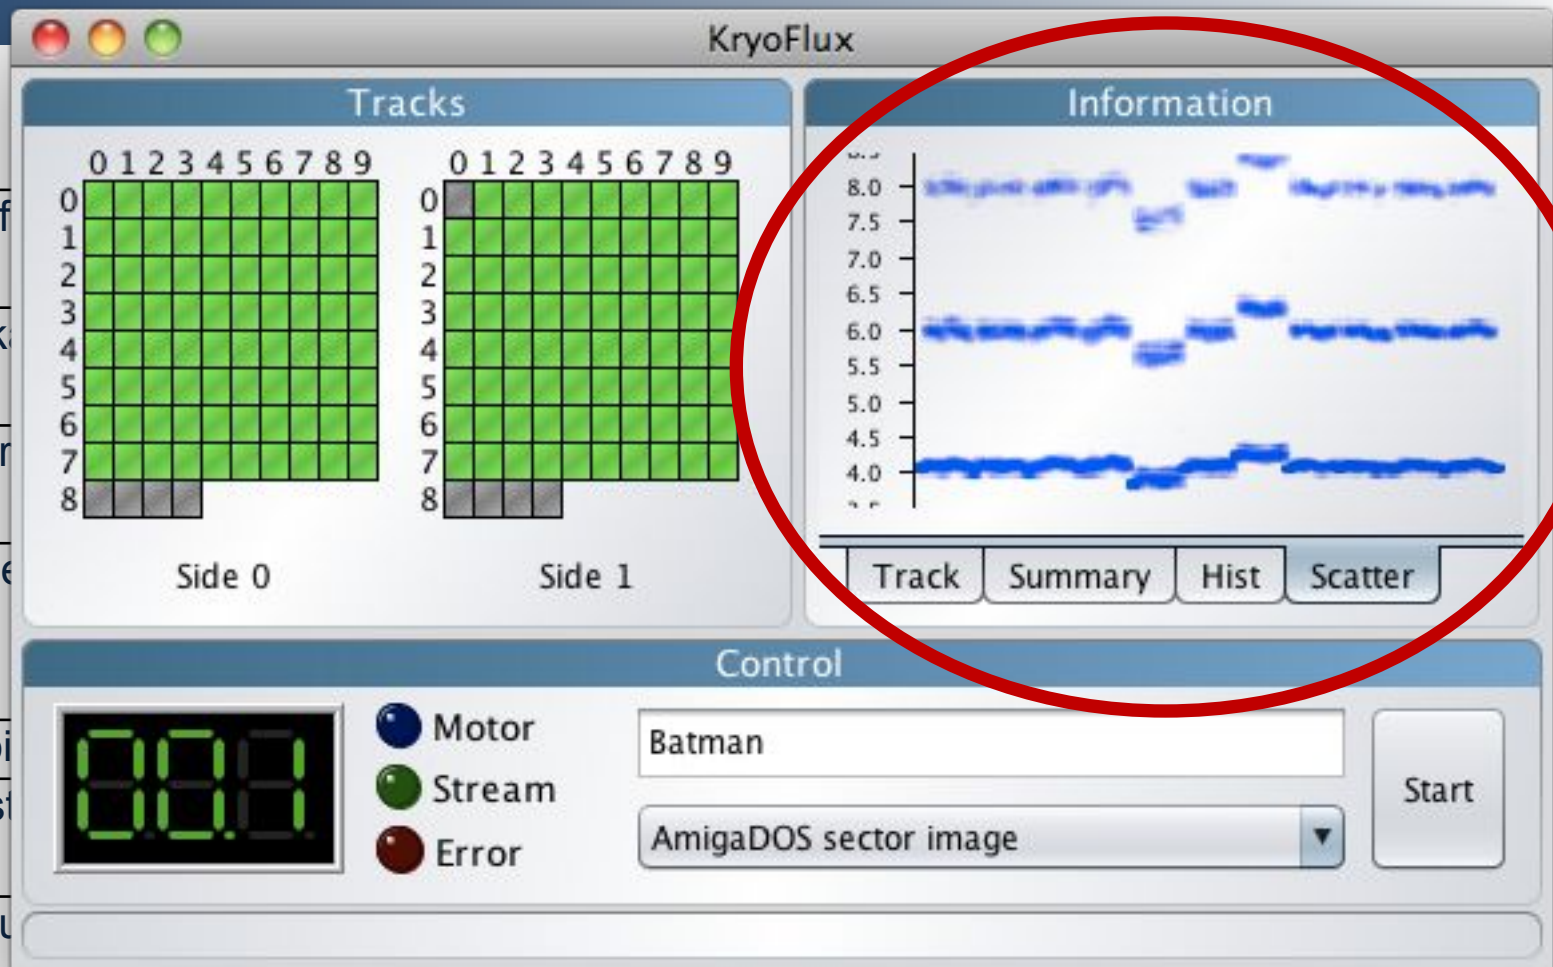 KryoFlux
Tracks
0 1 2 3 4 5 6 7 8 9
0
1
2
3
4
5
6
7
8
Side 0
0 1 2 3 4 5 6 7 8 9
0
1
2
3
4
5
6
7
8
Side 1
Information
8.0
7.5
7.0
6.5
6.0
5.5
5.0
4.5
4.0
Track Summary Hist Scatter
Control
00.1
Motor
Stream
Error
Batman
AmigaDOS sector image
Start